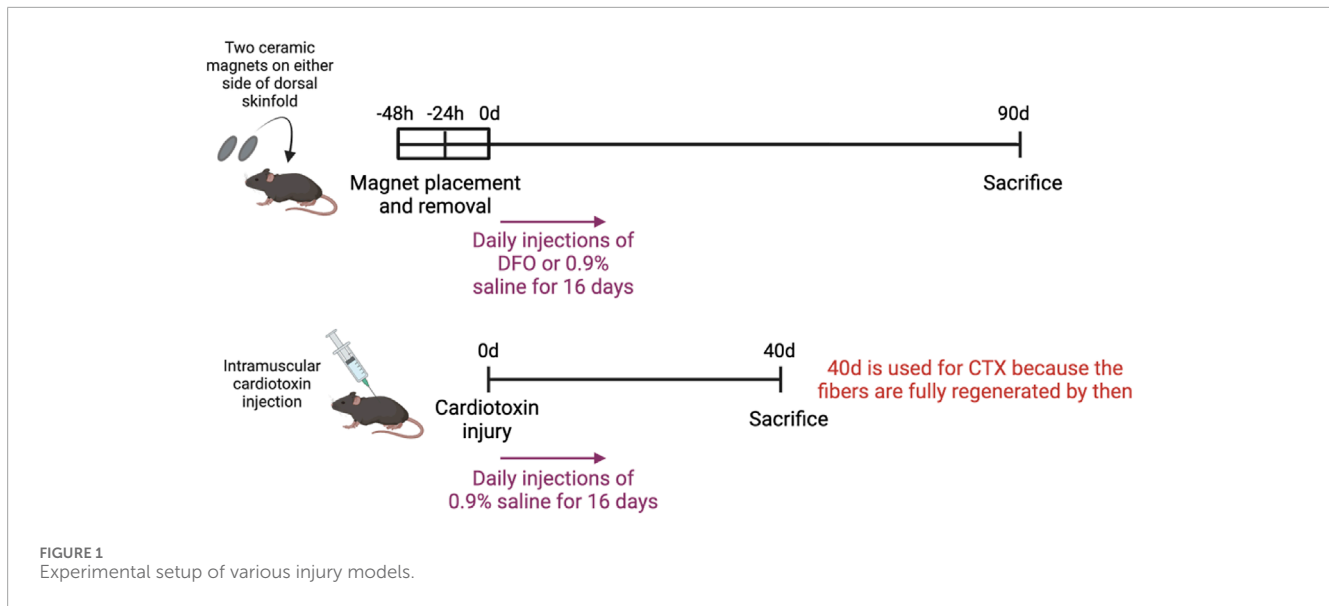 Two ceramic
magnets on either
side of dorsal
skinfold
-48h -24h 0d
90d
Magnet placement
and removal
Sacrifice
Daily injections of
DFO or 0.9%
saline for 16 days
Intramuscular
cardiotoxin
injection
0d
40d
Cardiotoxin
injury
Sacrifice
40d is used for CTX because the
fibers are fully regenerated by then
Daily injections of
0.9% saline for 16 days
FIGURE 1
Experimental setup of various injury models.